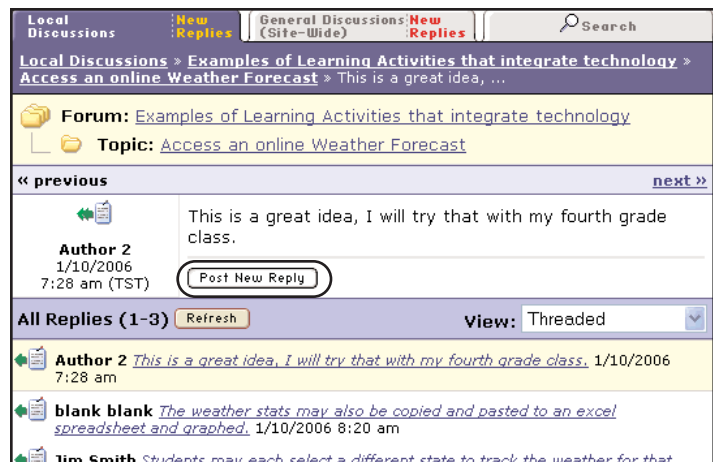 Local New General Discussions New Search
Discussions Replies (Site-Wide) Replies
Local Discussions » Examples of Learning Activities that integrate technology »
Access an online Weather Forecast » This is a great idea, ...
Forum: Examples of Learning Activities that integrate technology
Topic: Access an online Weather Forecast
« previous next »
This is a great idea, I will try that with my fourth grade
class.
Author 2
1/10/2006
7:28 am (TST)
Post New Reply
All Replies (1-3) Refresh View: Threaded
Author 2 This is a great idea, I will try that with my fourth grade class. 1/10/2006
7:28 am
blank blank The weather stats may also be copied and pasted to an excel
spreadsheet and graphed. 1/10/2006 8:20 am
Jim Smith Students may each select a different state to track the weather for that